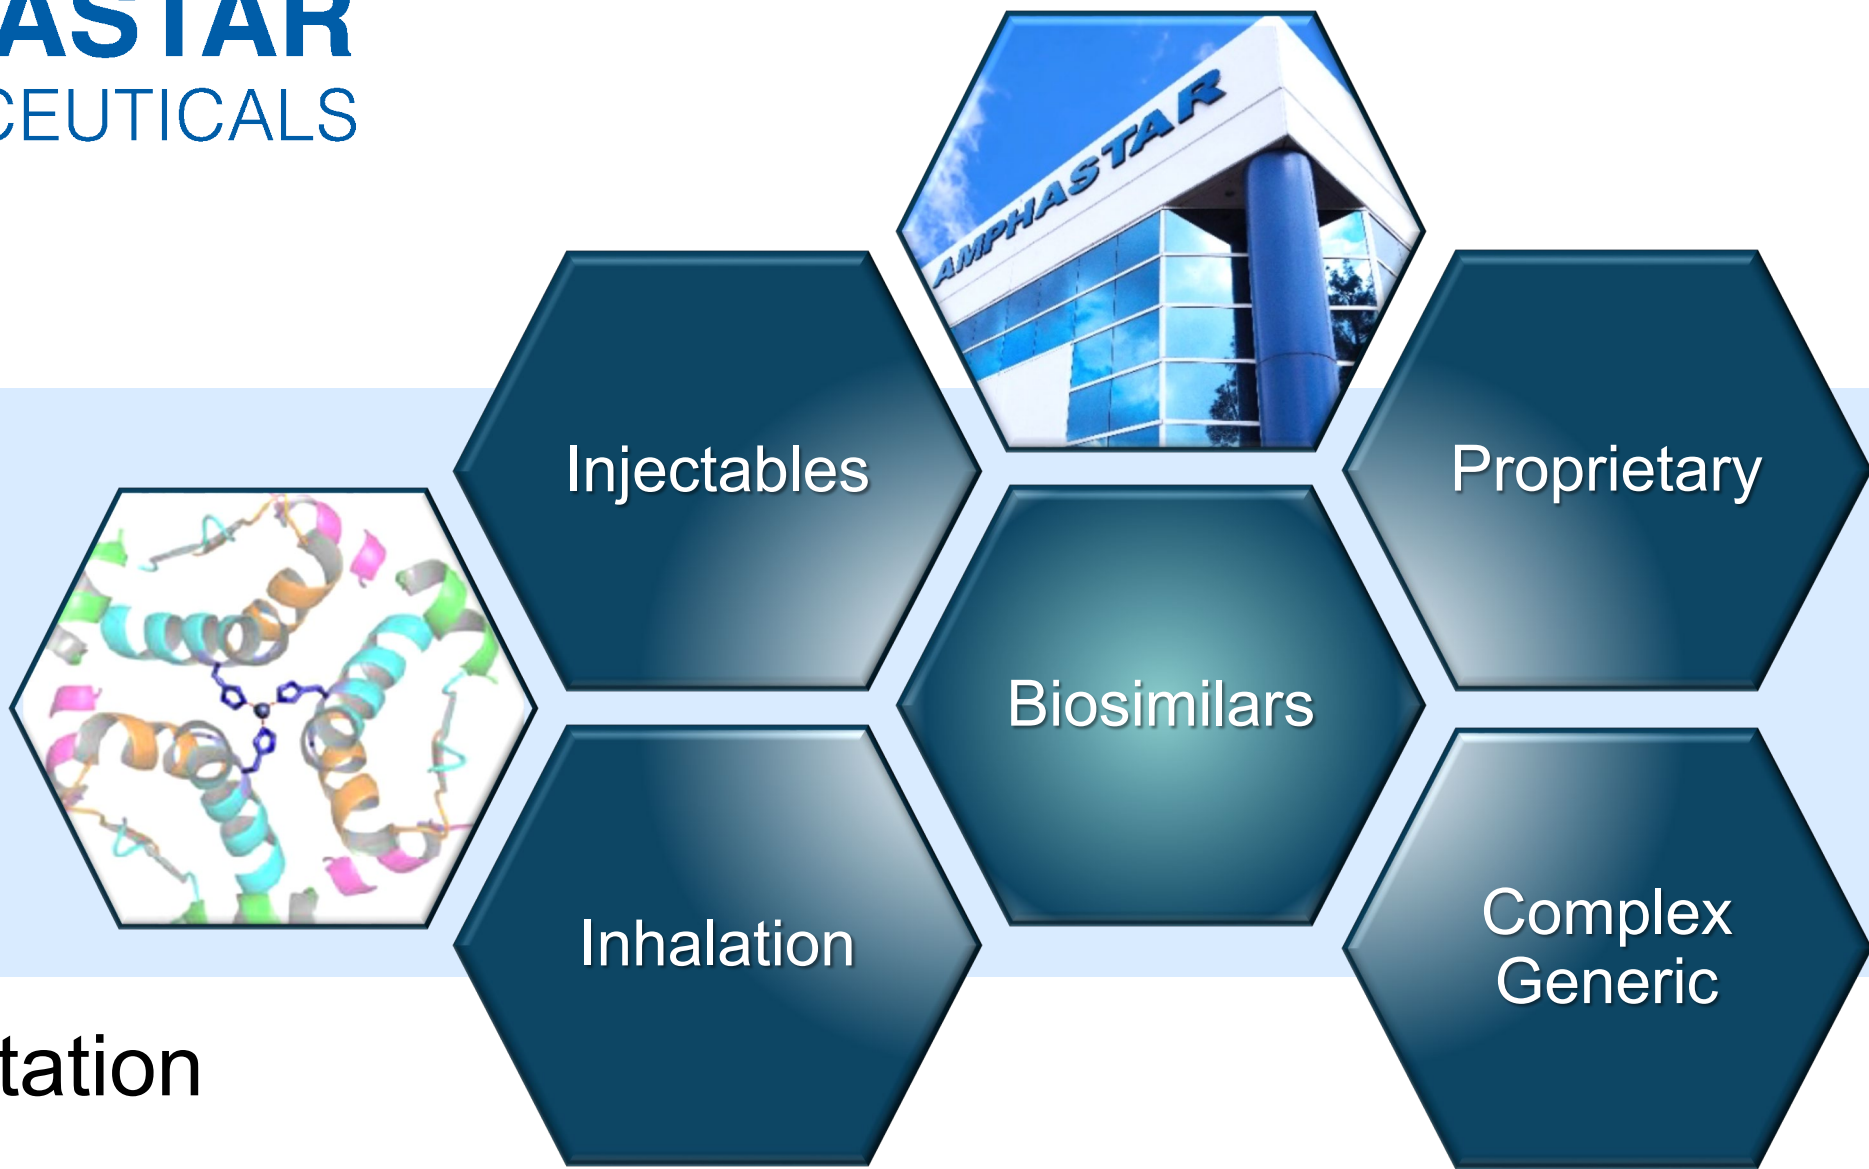 ASTAR
CEUTICALS
AMPHASTAR
Injectables
Proprietary
Biosimilars
Inhalation
Complex
Generic
tation